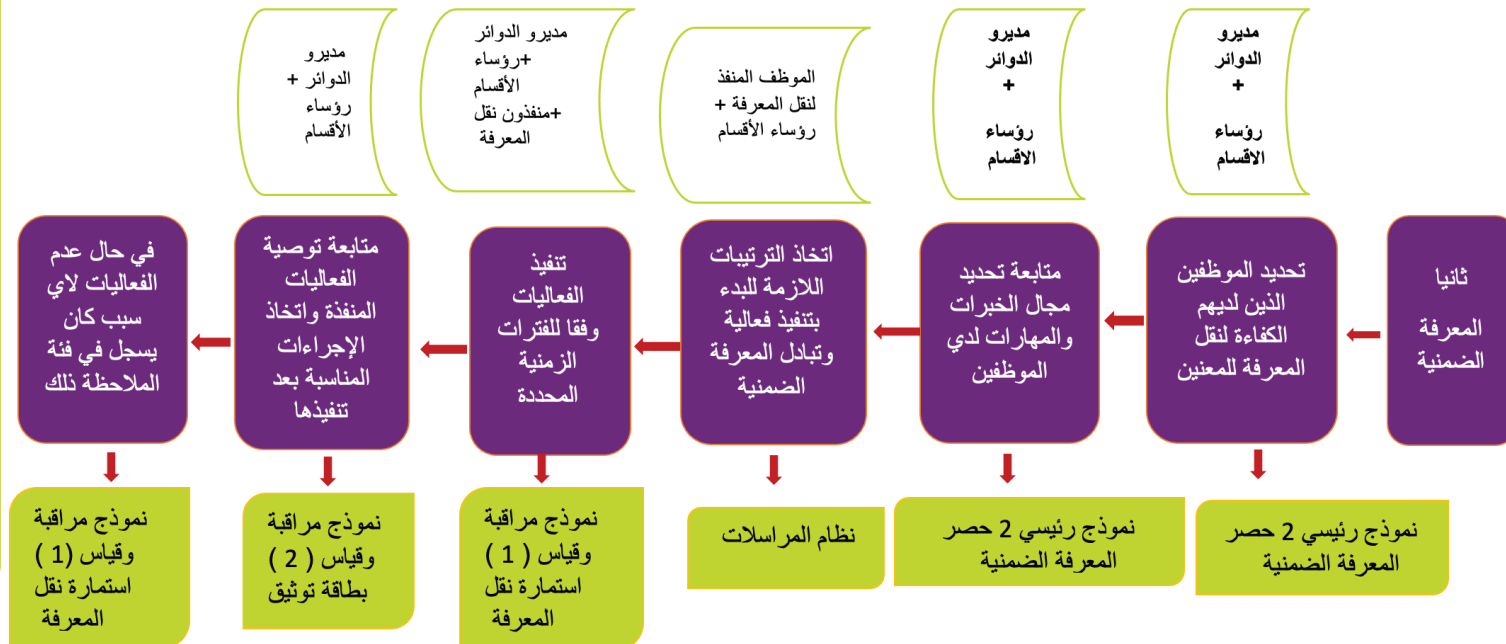 مديرو
الدوائر
+
رؤساء
الاقسام
مديرو
الدوائر
+
رؤساء
الاقسام
الموظف المنفذ
لنقل المعرفة +
رؤساء الأقسام
مديرو الدوائر
+رؤساء
الأقسام
+منفذون نقل
المعرفة
مديرو
الدوائر +
رؤساء
الأقسام
ثانيا
المعرفة
الضمنية
تحديد الموظفين
الذين لديهم
الكفاءة لنقل
المعرفة للمعنين
متابعة تحديد
مجال الخبرات
والمهارات لدي
الموظفين
اتخاذ الترتيبات
اللازمة للبدء
بتنفيذ فعالية
وتبادل المعرفة
الضمنية
تنفيذ
الفعاليات
وفقا للفترات
الزمنية
المحددة
متابعة توصية
الفعاليات
المنفذة واتخاذ
الإجراءات
المناسبة بعد
تنفيذها
في حال عدم
الفعاليات لاي
سبب كان
يسجل في فئة
الملاحظة ذلك
نموذج رئيسي 2 حصر
المعرفة الضمنية
نموذج رئيسي 2 حصر
المعرفة الضمنية
نظام المراسلات
نموذج مراقبة
وقياس ( 1 )
استمارة نقل
المعرفة
نموذج مراقبة
وقياس ( 2 )
بطاقة توثيق
نموذج مراقبة
وقياس (1 )
استمارة نقل
المعرفة